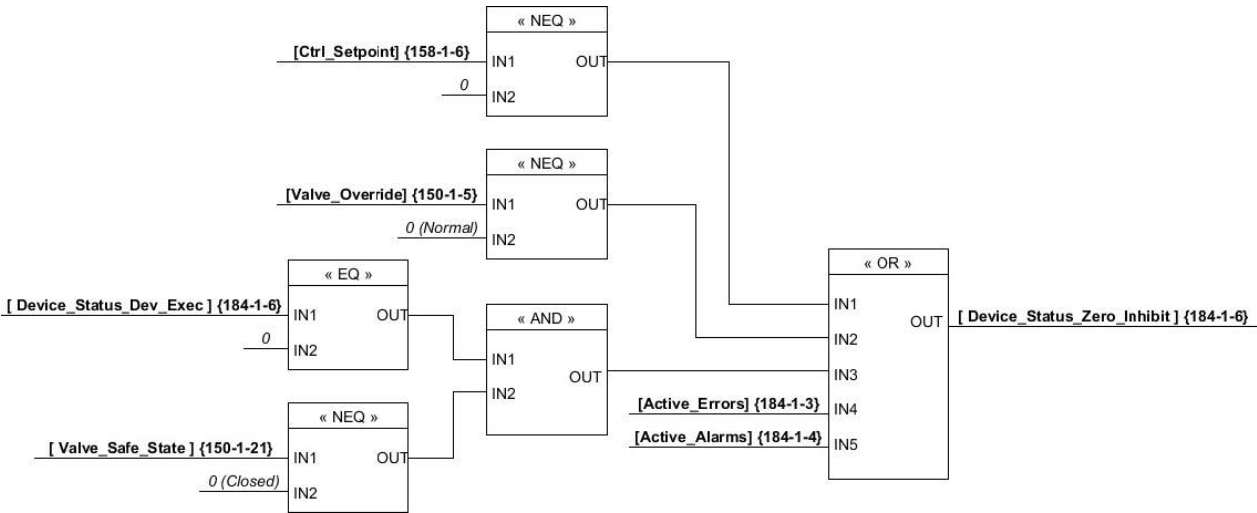 « NEQ »
[Ctrl_Setpoint] {158-1-6}
IN1
OUT
0
IN2
« NEQ »
[Valve_Override] {150-1-5}
IN1
OUT
0 (Normal)
IN2
« EQ »
[ Device_Status_Dev_Exec ] {184-1-6}
IN1
OUT
0
IN2
« AND »
IN1
OUT
IN2
« NEQ »
[ Valve_Safe_State ] {150-1-21}
IN1
OUT
0 (Closed)
IN2
« OR »
IN1
OUT
[ Device_Status_Zero_Inhibit ] {184-1-6}
IN2
IN3
[Active_Errors] {184-1-3}
IN4
[Active_Alarms] {184-1-4}
IN5